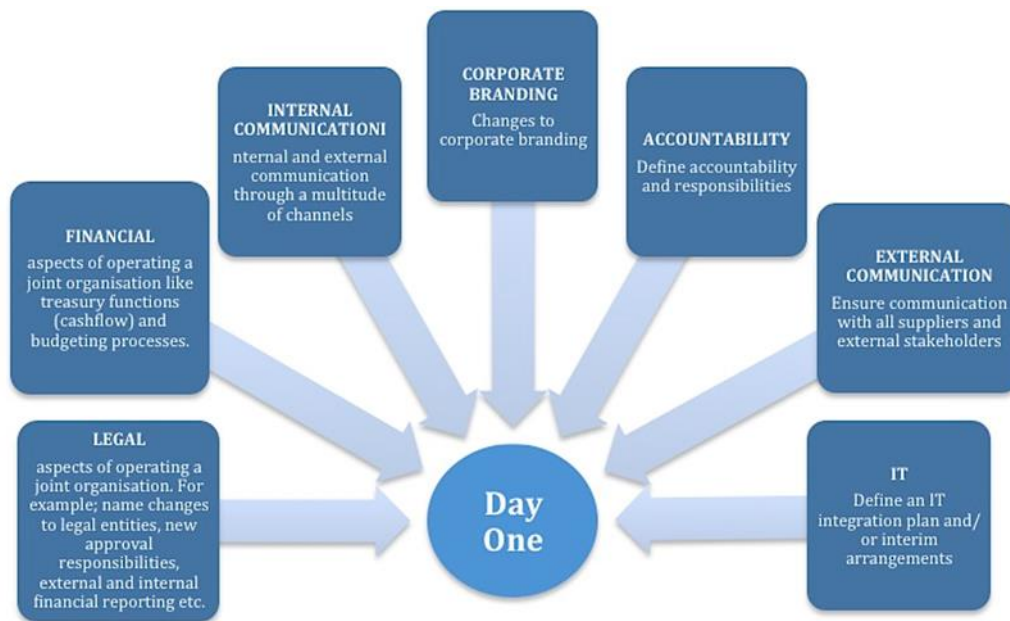 LEGAL
aspects of operating a
joint organisation. For
example; name changes
to legal entities, new
approval
responsibilities,
external and internal
financial reporting etc.
FINANCIAL
aspects of operating a
joint organisation like
treasury functions
(cashflow) and
budgeting processes.
INTERNAL
COMMUNICATIONI
nternal and external
communication
through a multitude
of channels
CORPORATE
BRANDING
Changes to
corporate branding
ACCOUNTABILITY
Define accountability
and responsibilities
EXTERNAL
COMMUNICATION
Ensure communication
with all suppliers and
external stakeholders
IT
Define an IT
integration plan and/
or interim
arrangements
Day
One